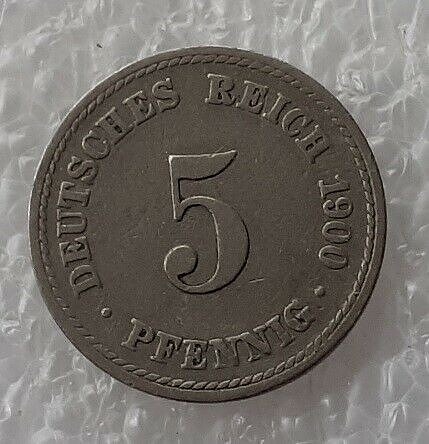 DEUTSCHES REICH 1900
5
· PFENNIG ·